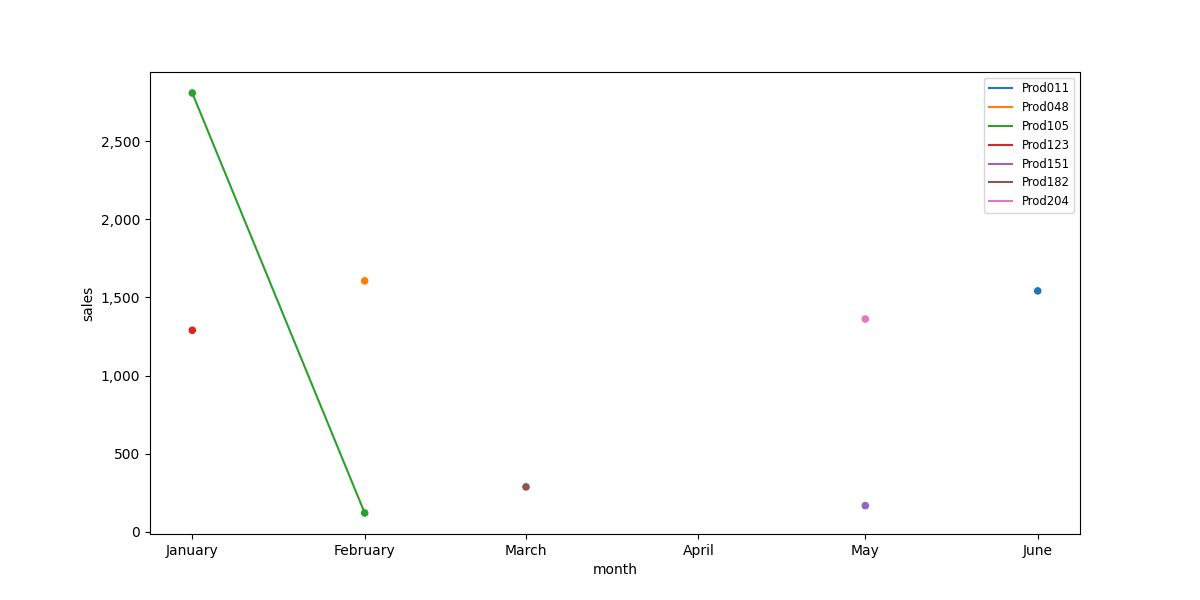 Prod011
Prod048
Prod105
Prod123
Prod151
Prod182
Prod204
sales
2,500
2,000
1,500
1,000
500
0
January February March April May June
month